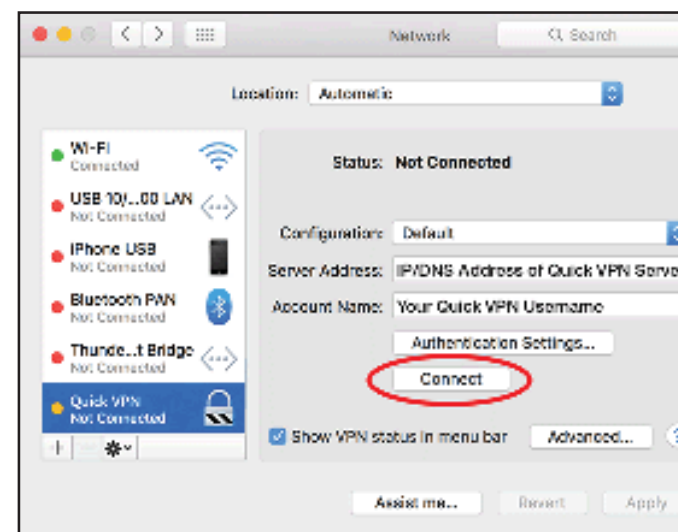 Network
Search
Location: Automatic
Wi-Fi
Connected
Status: Not Connected
USB 10/...00 LAN
Not Connected
Configuration: Default
iPhone USB
Not Connected
Server Address: IP/DNS Address of Quick VPN Serve
Bluetooth PAN
Not Connected
Account Name: Your Quick VPN Username
Authentication Settings...
Thunde...t Bridge
Not Connected
Connect
Quick VPN
Not Connected
Show VPN status in menu bar
Advanced...
?
Assist me...
Revert
Apply